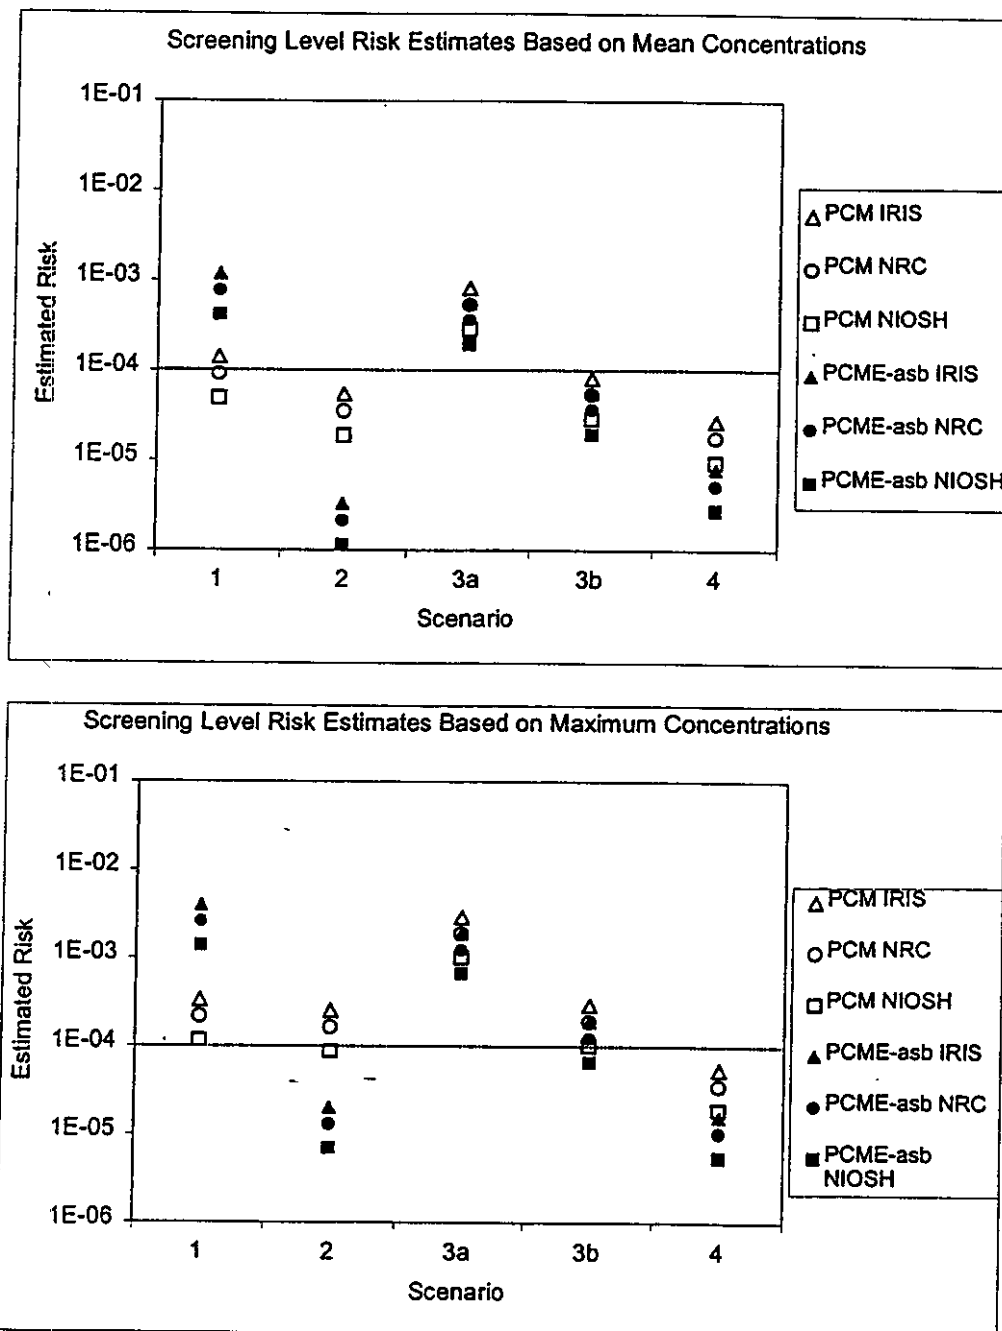 Screening Level Risk Estimates Based on Mean Concentrations
1E-01
1E-02
1E-03
1E-04
1E-05
1E-06
Estimated Risk
1
2
3a
3b
4
Scenario
PCM IRIS
PCM NRC
PCM NIOSH
PCME-asb IRIS
PCME-asb NRC
PCME-asb NIOSH
Screening Level Risk Estimates Based on Maximum Concentrations
1E-01
1E-02
1E-03
1E-04
1E-05
1E-06
Estimated Risk
1
2
3a
3b
4
Scenario
PCM IRIS
PCM NRC
PCM NIOSH
PCME-asb IRIS
PCME-asb NRC
PCME-asb
NIOSH